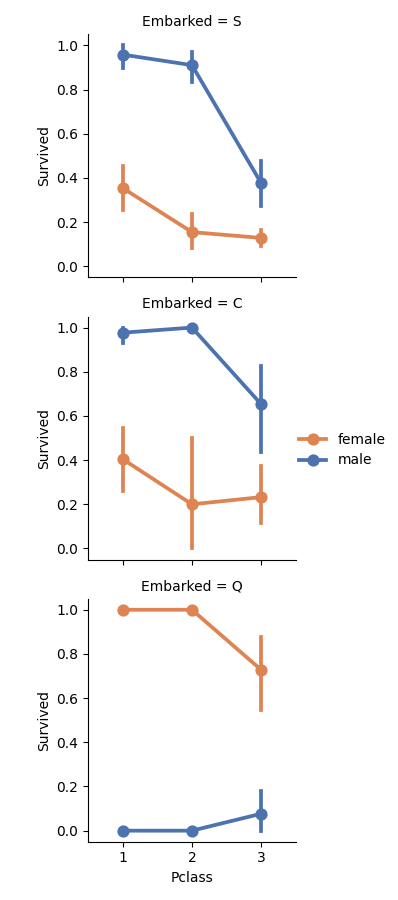 Embarked = S
1.0
0.8
0.6
0.4
0.2
0.0
Survived
Embarked = C
1.0
0.8
0.6
0.4
0.2
0.0
Survived
female
male
Embarked = Q
1.0
0.8
0.6
0.4
0.2
0.0
Survived
1 2 3
Pclass